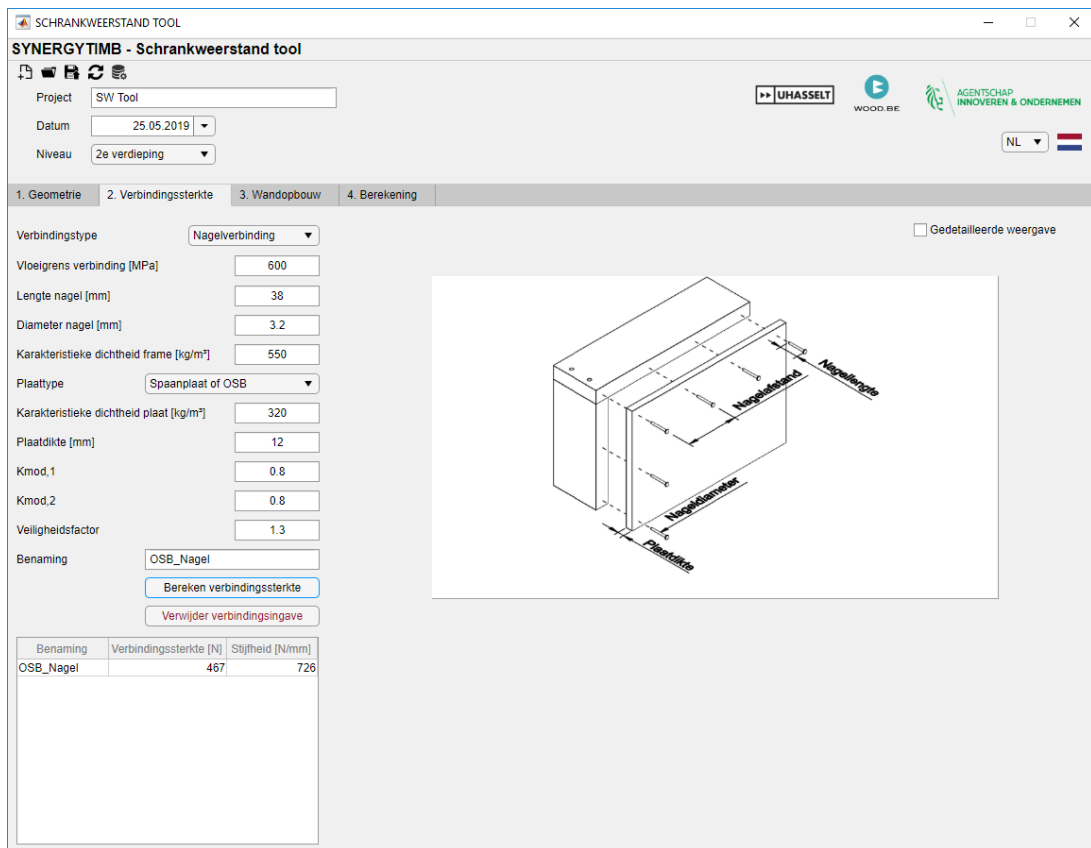 SCHRANKWEERSTAND TOOL
SYNERGYTIMB - Schrankweerstand tool
Project SW Tool
UHASSELT
WOOD.BE
AGENTSCHAP
INNOVEREN & ONDERNEMEN
Datum 25.05.2019
Niveau 2e verdieping
NL
1. Geometrie 2. Verbindingssterkte 3. Wandopbouw 4. Berekening
Verbindingstype Nagelverbinding
Gedetailleerde weergave
Vloeigrens verbinding [MPa] 600
Lengte nagel [mm] 38
Diameter nagel [mm] 3.2
Karakteristieke dichtheid frame [kg/m³] 550
Plaattype Spaanplaat of OSB
Karakteristieke dichtheid plaat [kg/m³] 320
Plaatdikte [mm] 12
Kmod,1 0.8
Kmod,2 0.8
Veiligheidsfactor 1.3
Benaming OSB_Nagel
Bereken verbindingssterkte
Verwijder verbindingsingave
Benaming Verbindingssterkte [N] Stijfheid [N/mm]
OSB_Nagel 467 726
Nagellengte
Nagelafstand
Nageldiameter
Plaatdikte